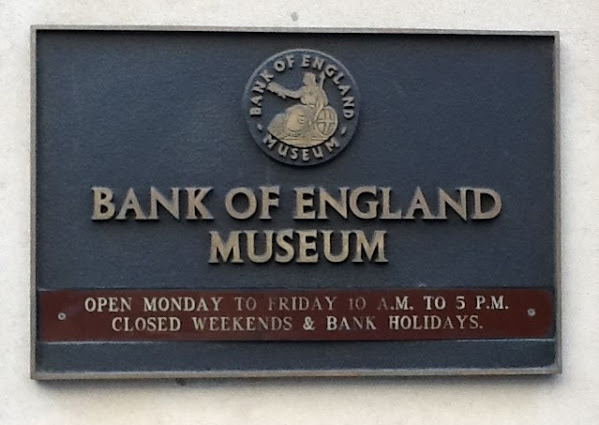 BANK OF ENGLAND
MUSEUM
BANK OF ENGLAND
MUSEUM
OPEN MONDAY TO FRIDAY 10 A.M. TO 5 P.M.
CLOSED WEEKENDS & BANK HOLIDAYS.